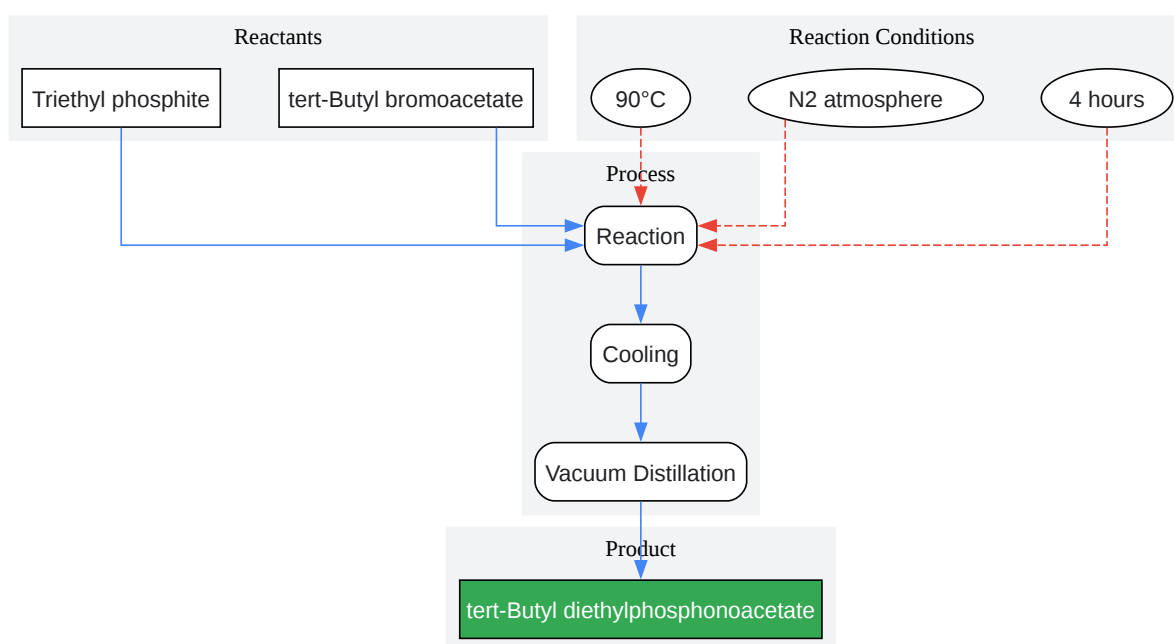 Reactants
Reaction Conditions
Triethyl phosphite
tert-Butyl bromoacetate
90°C
N2 atmosphere
4 hours
Process
Reaction
Cooling
Vacuum Distillation
Product
tert-Butyl diethylphosphonoacetate